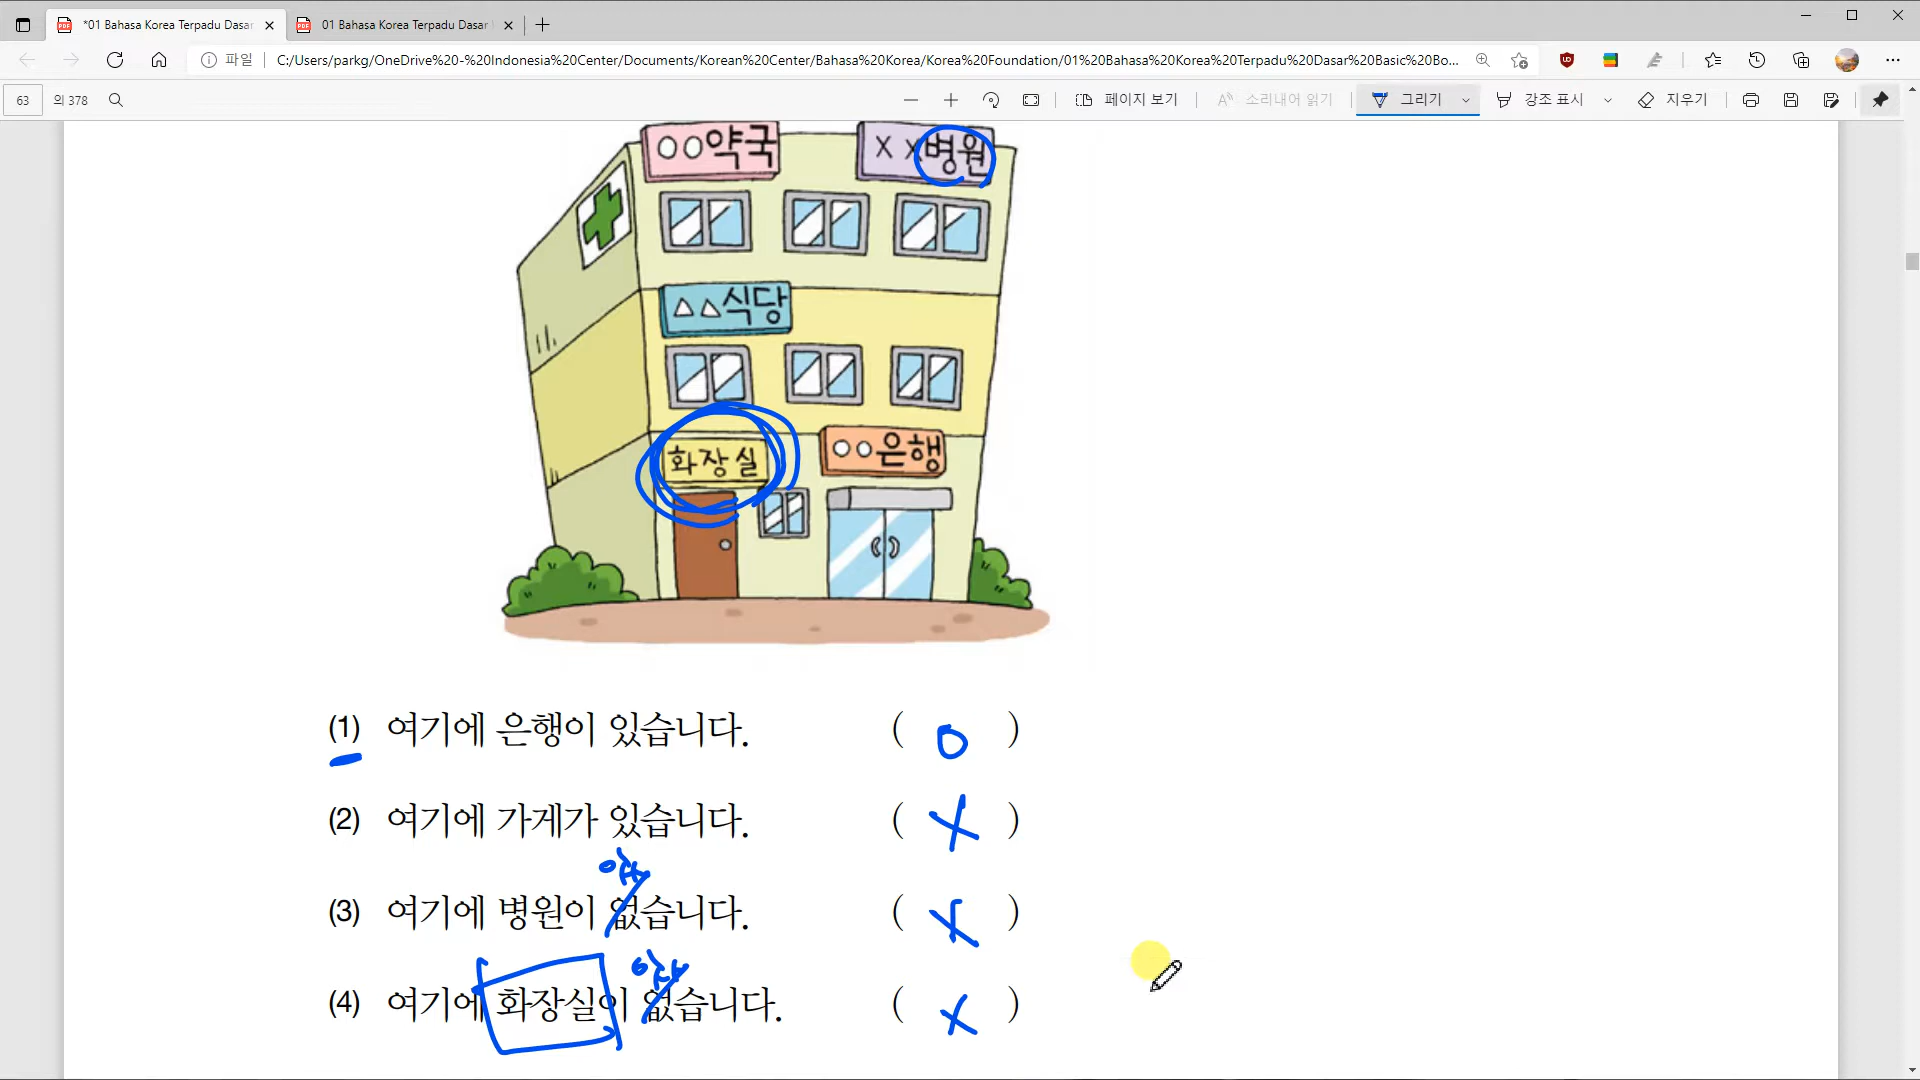 *01 Bahasa Korea Terpadu Dasar
01 Bahasa Korea Terpadu Dasar
파일
C:/Users/parkg/OneDrive%20-%20Indonesia%20Center/Documents/Korean%20Center/Bahasa%20Korea/Korea%20Foundation/01%20Bahasa%20Korea%20Terpadu%20Dasar%20Basic%20Bo...
63 의 378
페이지 보기
소리내어 읽기
그리기
강조 표시
지우기
○○약국
XX병원
△△식당
화장실
○○은행
(1) 여기에 은행이 있습니다. ( O )
(2) 여기에 가게가 있습니다. ( X )
(3) 여기에 병원이 없습니다. ( X )
(4) 여기에 화장실이 없습니다. ( X )